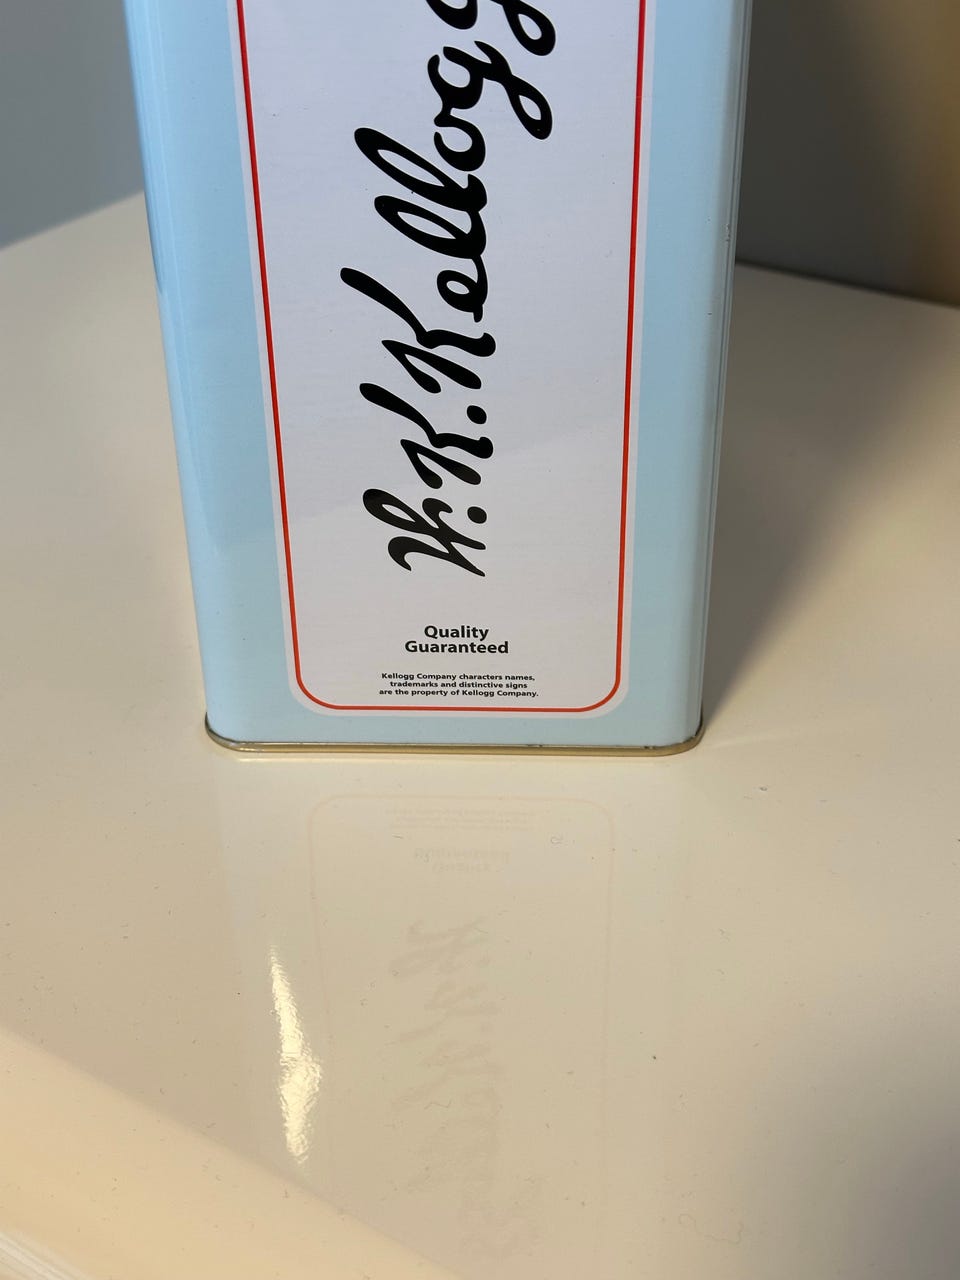 W.K.Kellogg
Quality
Guaranteed
Kellogg Company characters names,
trademarks and distinctive signs
are the property of Kellogg Company.